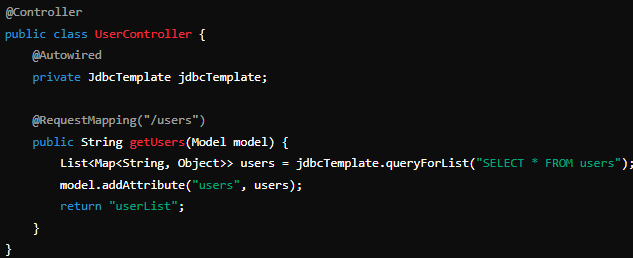 @Controller
public class UserController {
@Autowired
private JdbcTemplate jdbcTemplate;
@RequestMapping("/users")
public String getUsers(Model model) {
List<Map<String, Object>> users = jdbcTemplate.queryForList("SELECT * FROM users");
model.addAttribute("users", users);
return "userList";
}
}